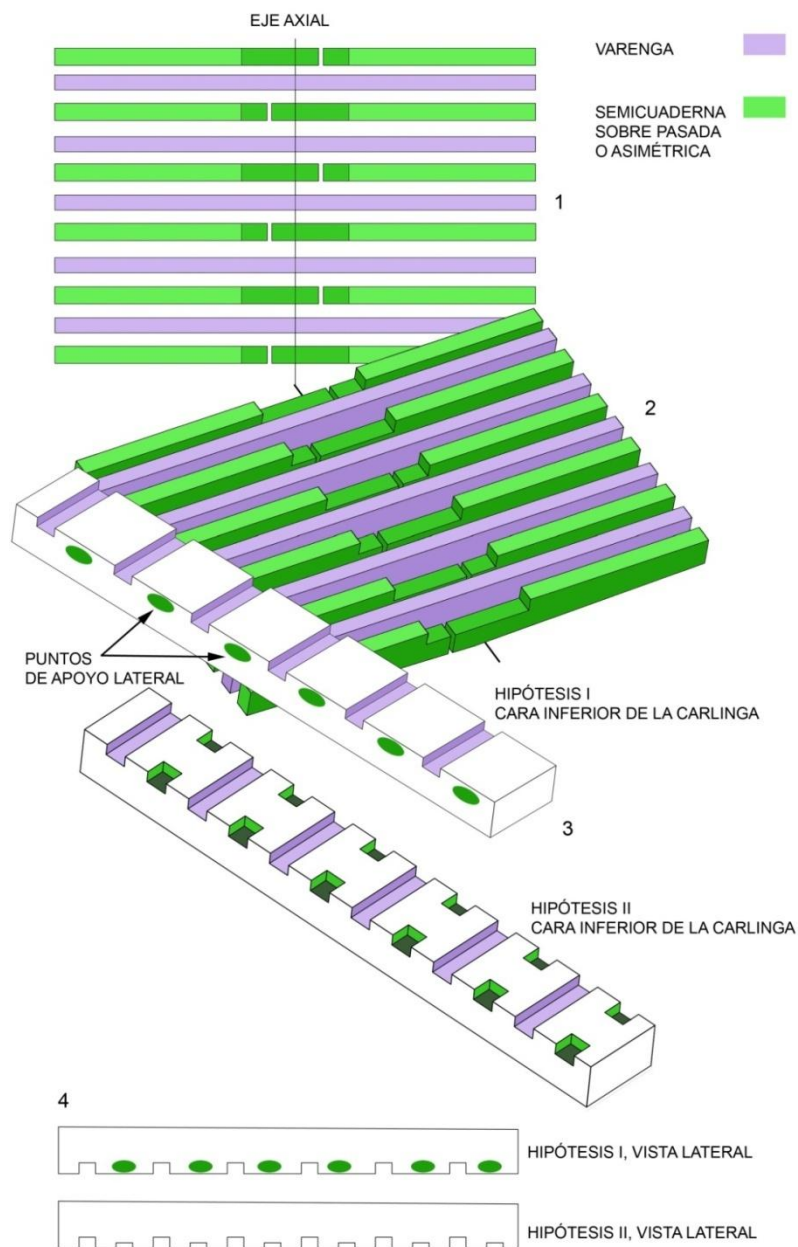 EJE AXIAL
VARENGA
SEMICUADERNA
SOBRE PASADA
O ASIMÉTRICA
1
2
PUNTOS
DE APOYO LATERAL
HIPÓTESIS I
CARA INFERIOR DE LA CARLINGA
3
HIPÓTESIS II
CARA INFERIOR DE LA CARLINGA
4
HIPÓTESIS I, VISTA LATERAL
HIPÓTESIS II, VISTA LATERAL